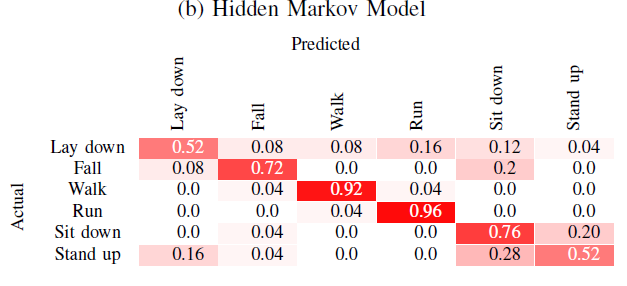 (b) Hidden Markov Model
Predicted
Lay down Fall Walk Run Sit down Stand up
Actual
Lay down 0.52 0.08 0.08 0.16 0.12 0.04
Fall 0.08 0.72 0.0 0.0 0.2 0.0
Walk 0.0 0.04 0.92 0.04 0.0 0.0
Run 0.0 0.0 0.04 0.96 0.0 0.0
Sit down 0.0 0.04 0.0 0.0 0.76 0.20
Stand up 0.16 0.04 0.0 0.0 0.28 0.52